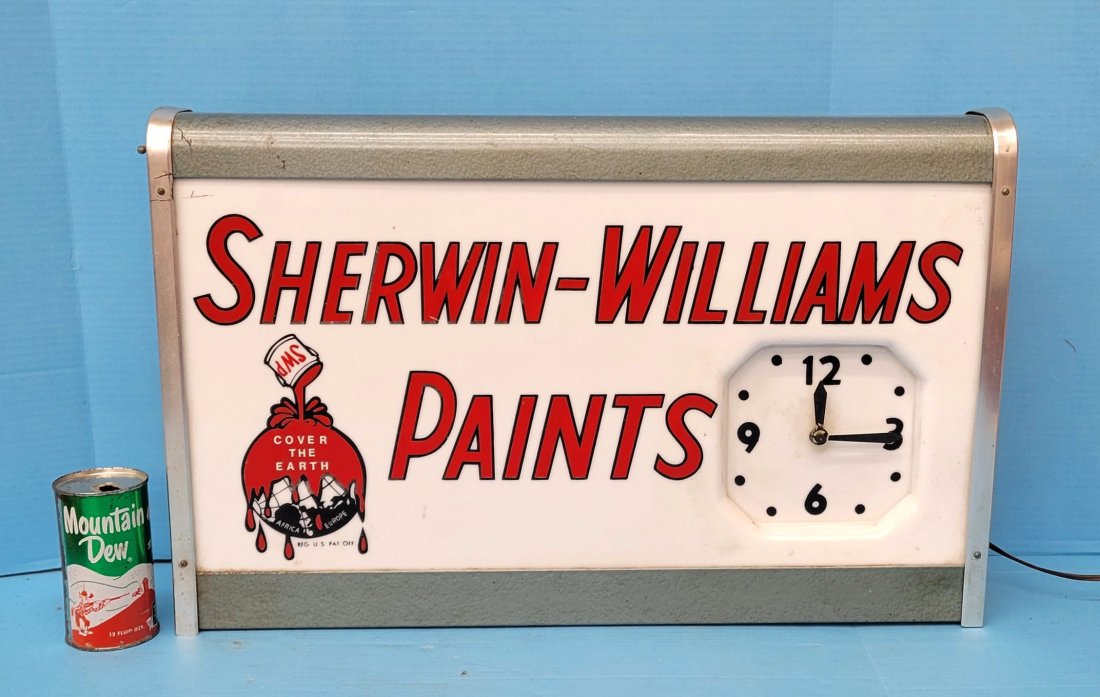 SHERWIN-WILLIAMS
PAINTS
SWP
COVER
THE
EARTH
AFRICA EUROPE
REG. U.S. PAT. OFF.
12
9 3
6
Mountain
Dew
12 FLUID OZS.